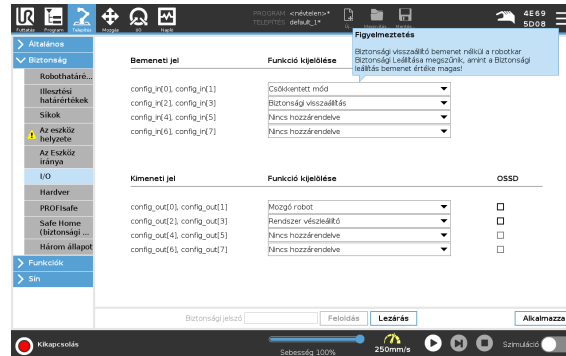 UR
PROGRAM <névtelen>*
TELEPÍTÉS default_1*
4E69
5D08
Futtatás Program Telepítés Mozgás I/O Napló
Figyelmeztetés
Biztonsági visszaállító bemenet nélkül a robotkar
Biztonsági Leállítása megszűnik, amint a Biztonsági
leállítás bemenet értéke magas!
Általános
Biztonság
Robothatáré...
Illesztési
határértékek
Síkok
Az eszköz
helyzete
Az Eszköz
iránya
I/O
Hardver
PROFIsafe
Safe Home
(biztonsági ...
Három állapot
Funkciók
Sín
Bemeneti jel Funkció kijelölése
config_in[0], config_in[1] Csökkentett mód
config_in[2], config_in[3] Biztonsági visszaállítás
config_in[4], config_in[5] Nincs hozzárendelve
config_in[6], config_in[7] Nincs hozzárendelve
Kimeneti jel Funkció kijelölése OSSD
config_out[0], config_out[1] Mozgó robot
config_out[2], config_out[3] Rendszer vészleállító
config_out[4], config_out[5] Nincs hozzárendelve
config_out[6], config_out[7] Nincs hozzárendelve
Biztonsági jelszó Feloldás Lezárás Alkalmazza
Kikapcsolás
Sebesség 100%
250mm/s
Szimuláció